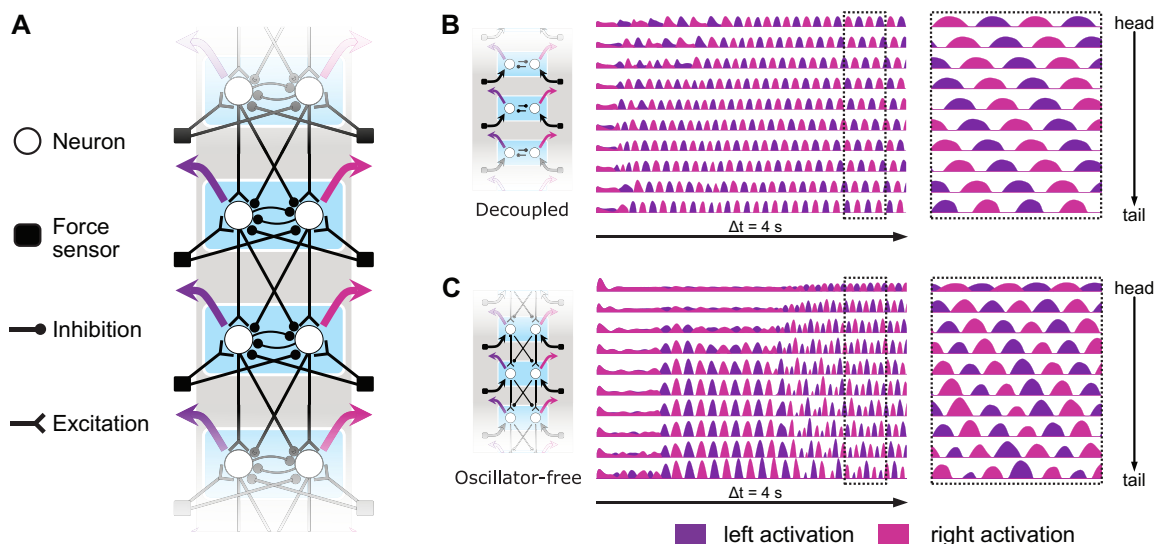 A
Neuron
Force
sensor
Inhibition
Excitation
B
Decoupled
Δt = 4 s
head
tail
C
Oscillator-free
Δt = 4 s
head
tail
left activation
right activation